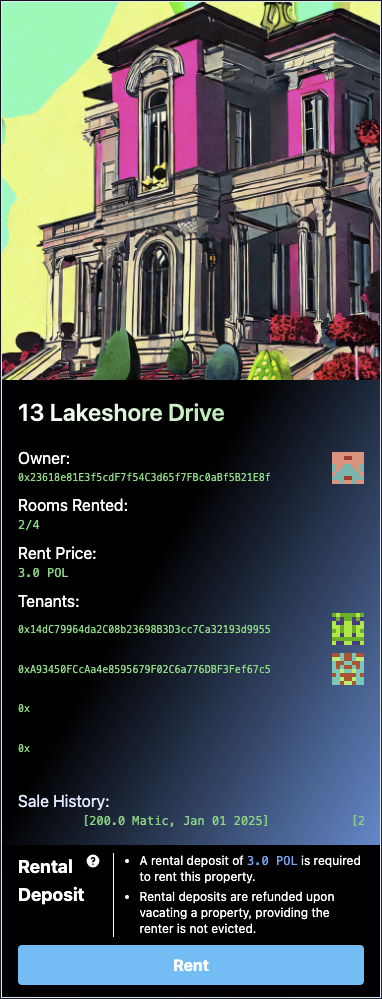 13 Lakeshore Drive
Owner:
0x23618e81E3f5cdF7f54C3d65f7FBc0aBf5B21E8f
Rooms Rented:
2/4
Rent Price:
3.0 POL
Tenants:
0x14dC79964da2C08b23698B3D3cc7Ca32193d9955
0xA93450FCcAa4e8595679F02C6a776DBF3Fef67c5
0x
0x
Sale History:
[200.0 Matic, Jan 01 2025] [2
Rental ?
Deposit
• A rental deposit of 3.0 POL is required
to rent this property.
• Rental deposits are refunded upon
vacating a property, providing the
renter is not evicted.
Rent